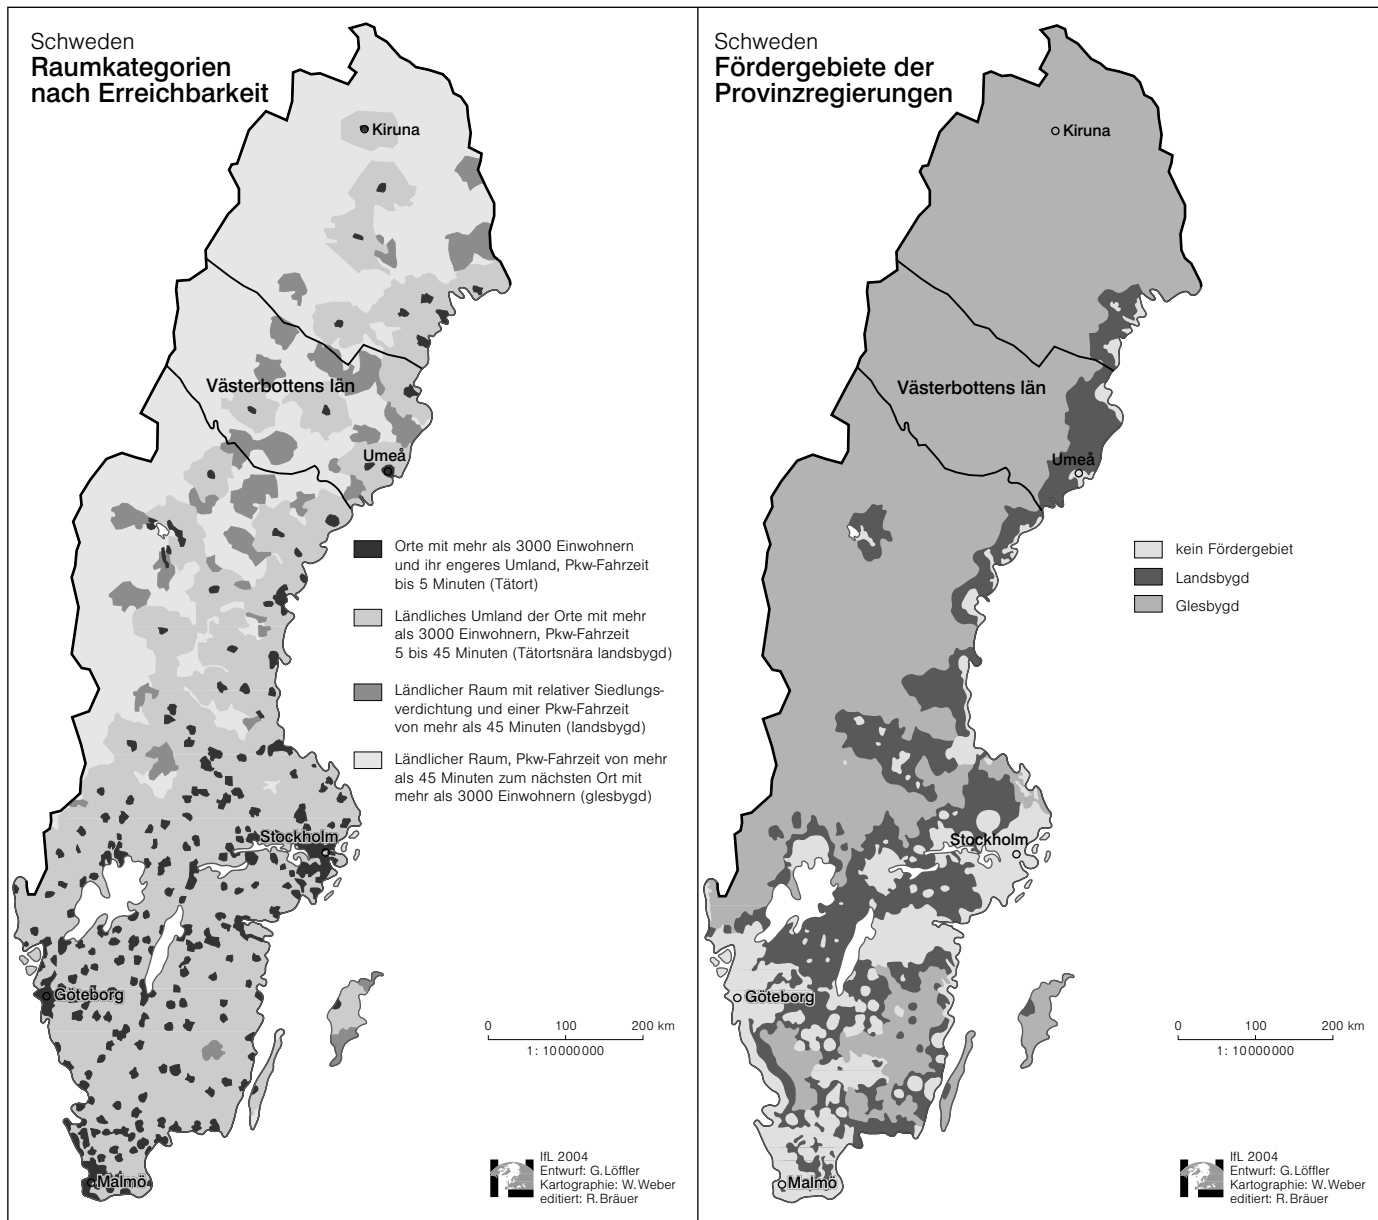 Schweden
Raumkategorien
nach Erreichbarkeit
Kiruna
Västerbottens län
Umeå
Orte mit mehr als 3000 Einwohnern
und ihr engeres Umland, Pkw-Fahrzeit
bis 5 Minuten (Tätort)
Ländliches Umland der Orte mit mehr
als 3000 Einwohnern, Pkw-Fahrzeit
5 bis 45 Minuten (Tätortsnära landsbygd)
Ländlicher Raum mit relativer Siedlungs-
verdichtung und einer Pkw-Fahrzeit
von mehr als 45 Minuten (landsbygd)
Ländlicher Raum, Pkw-Fahrzeit von mehr
als 45 Minuten zum nächsten Ort mit
mehr als 3000 Einwohnern (glesbygd)
Stockholm
Göteborg
0 100 200 km
1: 10000000
Malmö
IfL 2004
Entwurf: G. Löffler
Kartographie: W. Weber
editiert: R. Bräuer
Schweden
Fördergebiete der
Provinzregierungen
Kiruna
Västerbottens län
Umeå
kein Fördergebiet
Landsbygd
Glesbygd
Stockholm
Göteborg
0 100 200 km
1: 10000000
Malmö
IfL 2004
Entwurf: G. Löffler
Kartographie: W. Weber
editiert: R. Bräuer